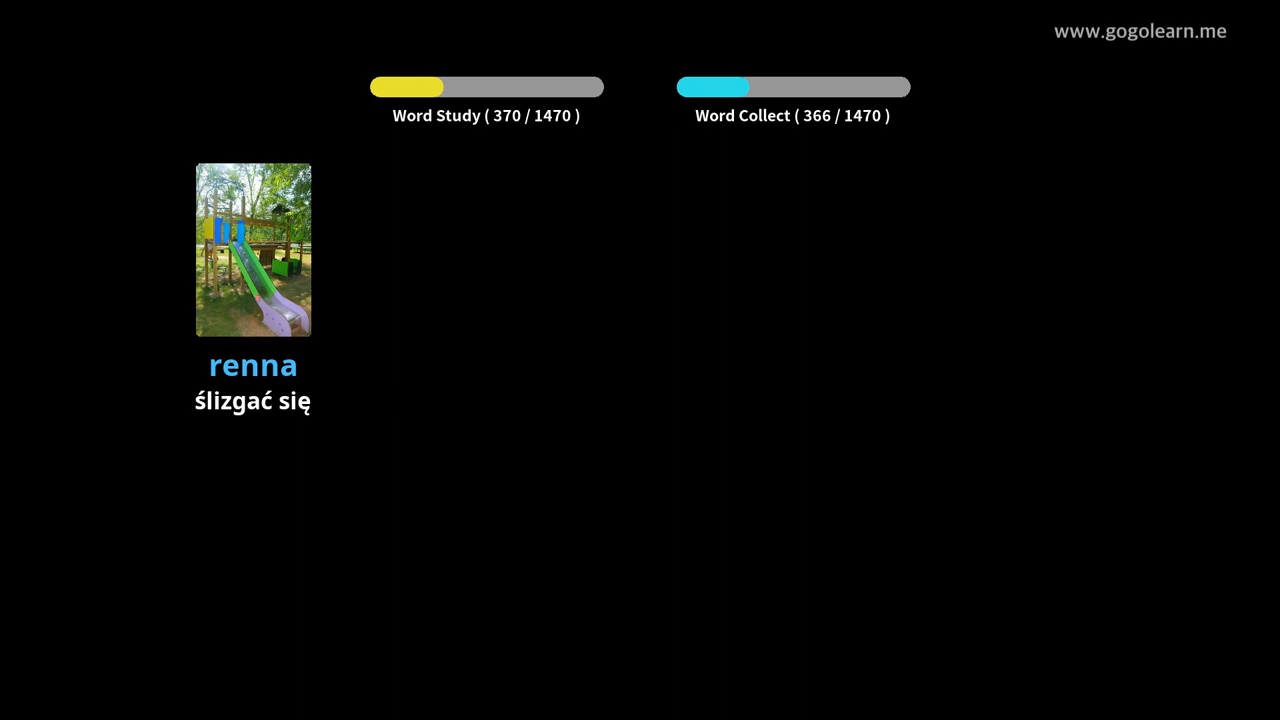 www.gogolearn.me
Word Study ( 370 / 1470 )
Word Collect ( 366 / 1470 )
renna
ślizgać się